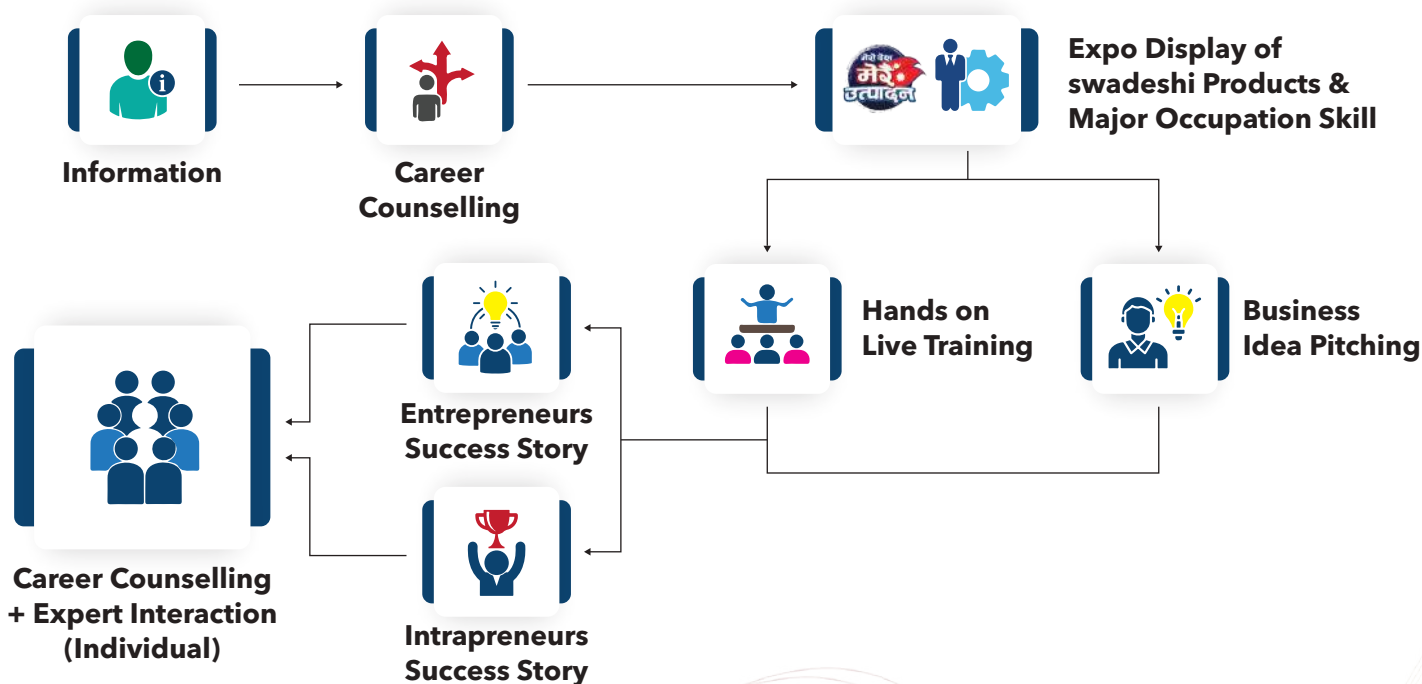 Information
Career
Counselling
मेरो देश
मेरै
उत्पादन
Expo Display of
swadeshi Products &
Major Occupation Skill
Hands on
Live Training
Business
Idea Pitching
Entrepreneurs
Success Story
Intrapreneurs
Success Story
Career Counselling
+ Expert Interaction
(Individual)